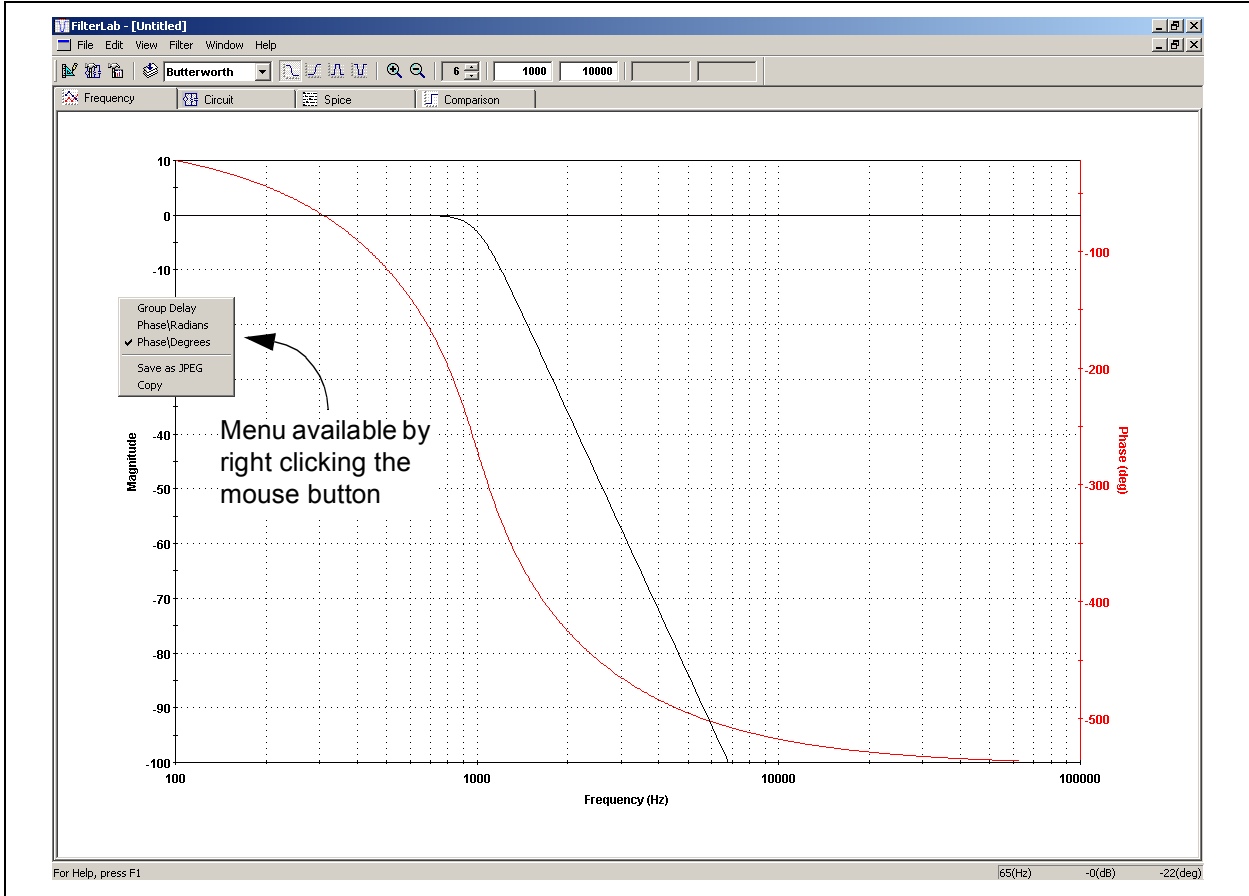 FilterLab - [Untitled]
File Edit View Filter Window Help
Butterworth 6 1000 10000
Frequency Circuit Spice Comparison
10
0
-10
-40
-50
-60
-70
-80
-90
-100
Magnitude
Group Delay
Phase\Radians
Phase\Degrees
Save as JPEG
Copy
Menu available by
right clicking the
mouse button
-100
-200
-300
-400
-500
Phase (deg)
100 1000 10000 100000
Frequency (Hz)
For Help, press F1 65(Hz) -0(dB) -22(deg)